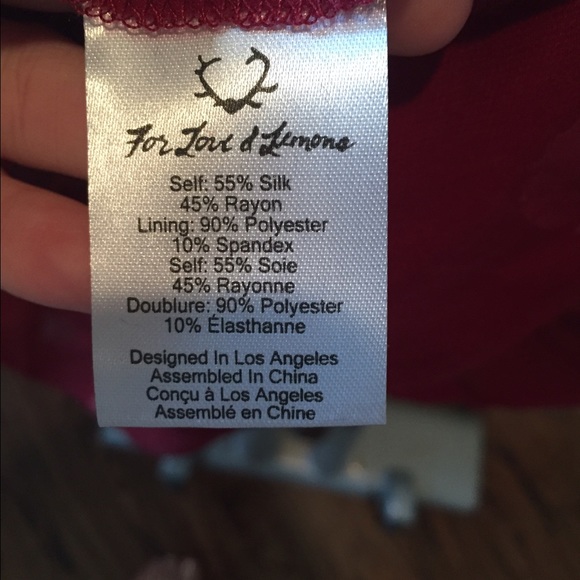 For Love & Lemons
Self: 55% Silk
45% Rayon
Lining: 90% Polyester
10% Spandex
Self: 55% Soie
45% Rayonne
Doublure: 90% Polyester
10% Élasthanne
Designed In Los Angeles
Assembled In China
Conçu à Los Angeles
Assemblé en Chine